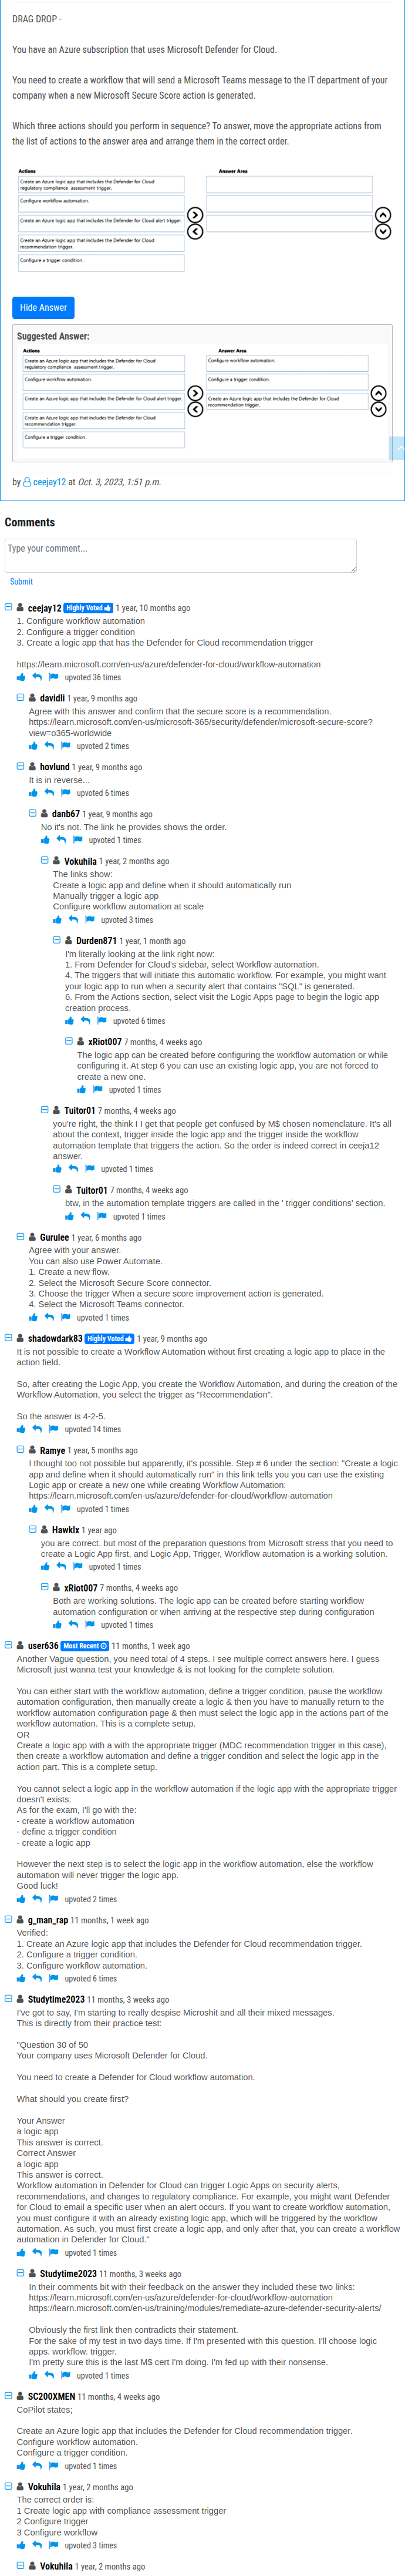 DRAG DROP -
You have an Azure subscription that uses Microsoft Defender for Cloud.
You need to create a workflow that will send a Microsoft Teams message to the IT department of your
company when a new Microsoft Secure Score action is generated.
Which three actions should you perform in sequence? To answer, move the appropriate actions from
the list of actions to the answer area and arrange them in the correct order.
Actions
Answer Area
Create an Azure logic app that includes the Defender for Cloud
regulatory compliance assessment trigger.
Configure workflow automation.
Create an Azure logic app that includes the Defender for Cloud alert trigger.
Create an Azure logic app that includes the Defender for Cloud
recommendation trigger.
Configure a trigger condition.
Hide Answer
Suggested Answer:
Actions
Answer Area
Create an Azure logic app that includes the Defender for Cloud
regulatory compliance assessment trigger.
Configure workflow automation.
Configure workflow automation.
Configure a trigger condition.
Create an Azure logic app that includes the Defender for Cloud alert trigger.
Create an Azure logic app that includes the Defender for Cloud
recommendation trigger.
Create an Azure logic app that includes the Defender for Cloud
recommendation trigger.
Configure a trigger condition.
by ceejay12 at Oct. 3, 2023, 1:51 p.m.
Comments
Type your comment...
Submit
ceejay12 Highly Voted 1 year, 10 months ago
1. Configure workflow automation
2. Configure a trigger condition
3. Create a logic app that has the Defender for Cloud recommendation trigger
https://learn.microsoft.com/en-us/azure/defender-for-cloud/workflow-automation
upvoted 36 times
davidli 1 year, 9 months ago
Agree with this answer and confirm that the secure score is a recommendation.
https://learn.microsoft.com/en-us/microsoft-365/security/defender/microsoft-secure-score?
view=o365-worldwide
upvoted 2 times
hovlund 1 year, 9 months ago
It is in reverse...
upvoted 6 times
danb67 1 year, 9 months ago
No it's not. The link he provides shows the order.
upvoted 1 times
Vokuhila 1 year, 2 months ago
The links show:
Create a logic app and define when it should automatically run
Manually trigger a logic app
Configure workflow automation at scale
upvoted 3 times
Durden871 1 year, 1 month ago
I'm literally looking at the link right now:
1. From Defender for Cloud's sidebar, select Workflow automation.
4. The triggers that will initiate this automatic workflow. For example, you might want
your logic app to run when a security alert that contains "SQL" is generated.
6. From the Actions section, select visit the Logic Apps page to begin the logic app
creation process.
upvoted 6 times
xRiot007 7 months, 4 weeks ago
The logic app can be created before configuring the workflow automation or while
configuring it. At step 6 you can use an existing logic app, you are not forced to
create a new one.
upvoted 1 times
Tuitor01 7 months, 4 weeks ago
you're right, the think I I get that people get confused by M$ chosen nomenclature. It's all
about the context, trigger inside the logic app and the trigger inside the workflow
automation template that triggers the action. So the order is indeed correct in ceeja12
answer.
upvoted 1 times
Tuitor01 7 months, 4 weeks ago
btw, in the automation template triggers are called in the ' trigger conditions' section.
upvoted 1 times
Gurulee 1 year, 6 months ago
Agree with your answer.
You can also use Power Automate.
1. Create a new flow.
2. Select the Microsoft Secure Score connector.
3. Choose the trigger When a secure score improvement action is generated.
4. Select the Microsoft Teams connector.
upvoted 1 times
shadowdark83 Highly Voted 1 year, 9 months ago
It is not possible to create a Workflow Automation without first creating a logic app to place in the
action field.
So, after creating the Logic App, you create the Workflow Automation, and during the creation of the
Workflow Automation, you select the trigger as "Recommendation".
So the answer is 4-2-5.
upvoted 14 times
Ramye 1 year, 5 months ago
I thought too not possible but apparently, it's possible. Step # 6 under the section: "Create a logic
app and define when it should automatically run" in this link tells you you can use the existing
Logic app or create a new one while creating Workflow Automation:
https://learn.microsoft.com/en-us/azure/defender-for-cloud/workflow-automation
upvoted 1 times
Hawklx 1 year ago
you are correct. but most of the preparation questions from Microsoft stress that you need to
create a Logic App first, and Logic App, Trigger, Workflow automation is a working solution.
upvoted 1 times
xRiot007 7 months, 4 weeks ago
Both are working solutions. The logic app can be created before starting workflow
automation configuration or when arriving at the respective step during configuration
upvoted 1 times
user636 Most Recent 11 months, 1 week ago
Another Vague question, you need total of 4 steps. I see multiple correct answers here. I guess
Microsoft just wanna test your knowledge & is not looking for the complete solution.
You can either start with the workflow automation, define a trigger condition, pause the workflow
automation configuration, then manually create a logic & then you have to manually return to the
workflow automation configuration page & then must select the logic app in the actions part of the
workflow automation. This is a complete setup.
OR
Create a logic app with a with the appropriate trigger (MDC recommendation trigger in this case),
then create a workflow automation and define a trigger condition and select the logic app in the
action part. This is a complete setup.
You cannot select a logic app in the workflow automation if the logic app with the appropriate trigger
doesn't exists.
As for the exam, I'll go with the:
- create a workflow automation
- define a trigger condition
- create a logic app
However the next step is to select the logic app in the workflow automation, else the workflow
automation will never trigger the logic app.
Good luck!
upvoted 2 times
g_man_rap 11 months, 1 week ago
Verified:
1. Create an Azure logic app that includes the Defender for Cloud recommendation trigger.
2. Configure a trigger condition.
3. Configure workflow automation.
upvoted 6 times
Studytime2023 11 months, 3 weeks ago
I've got to say, I'm starting to really despise Microshit and all their mixed messages.
This is directly from their practice test:
"Question 30 of 50
Your company uses Microsoft Defender for Cloud.
You need to create a Defender for Cloud workflow automation.
What should you create first?
Your Answer
a logic app
This answer is correct.
Correct Answer
a logic app
This answer is correct.
Workflow automation in Defender for Cloud can trigger Logic Apps on security alerts,
recommendations, and changes to regulatory compliance. For example, you might want Defender
for Cloud to email a specific user when an alert occurs. If you want to create workflow automation,
you must configure it with an already existing logic app, which will be triggered by the workflow
automation. As such, you must first create a logic app, and only after that, you can create a workflow
automation in Defender for Cloud."
upvoted 1 times
Studytime2023 11 months, 3 weeks ago
In their comments bit with their feedback on the answer they included these two links:
https://learn.microsoft.com/en-us/azure/defender-for-cloud/workflow-automation
https://learn.microsoft.com/en-us/training/modules/remediate-azure-defender-security-alerts/
Obviously the first link then contradicts their statement.
For the sake of my test in two days time. If I'm presented with this question. I'll choose logic
apps. workflow. trigger.
I'm pretty sure this is the last M$ cert I'm doing. I'm fed up with their nonsense.
upvoted 1 times
SC200XMEN 11 months, 4 weeks ago
CoPilot states;
Create an Azure logic app that includes the Defender for Cloud recommendation trigger.
Configure workflow automation.
Configure a trigger condition.
upvoted 1 times
Vokuhila 1 year, 2 months ago
The correct order is:
1 Create logic app with compliance assessment trigger
2 Configure trigger
3 Configure workflow
upvoted 3 times
Vokuhila 1 year, 2 months ago